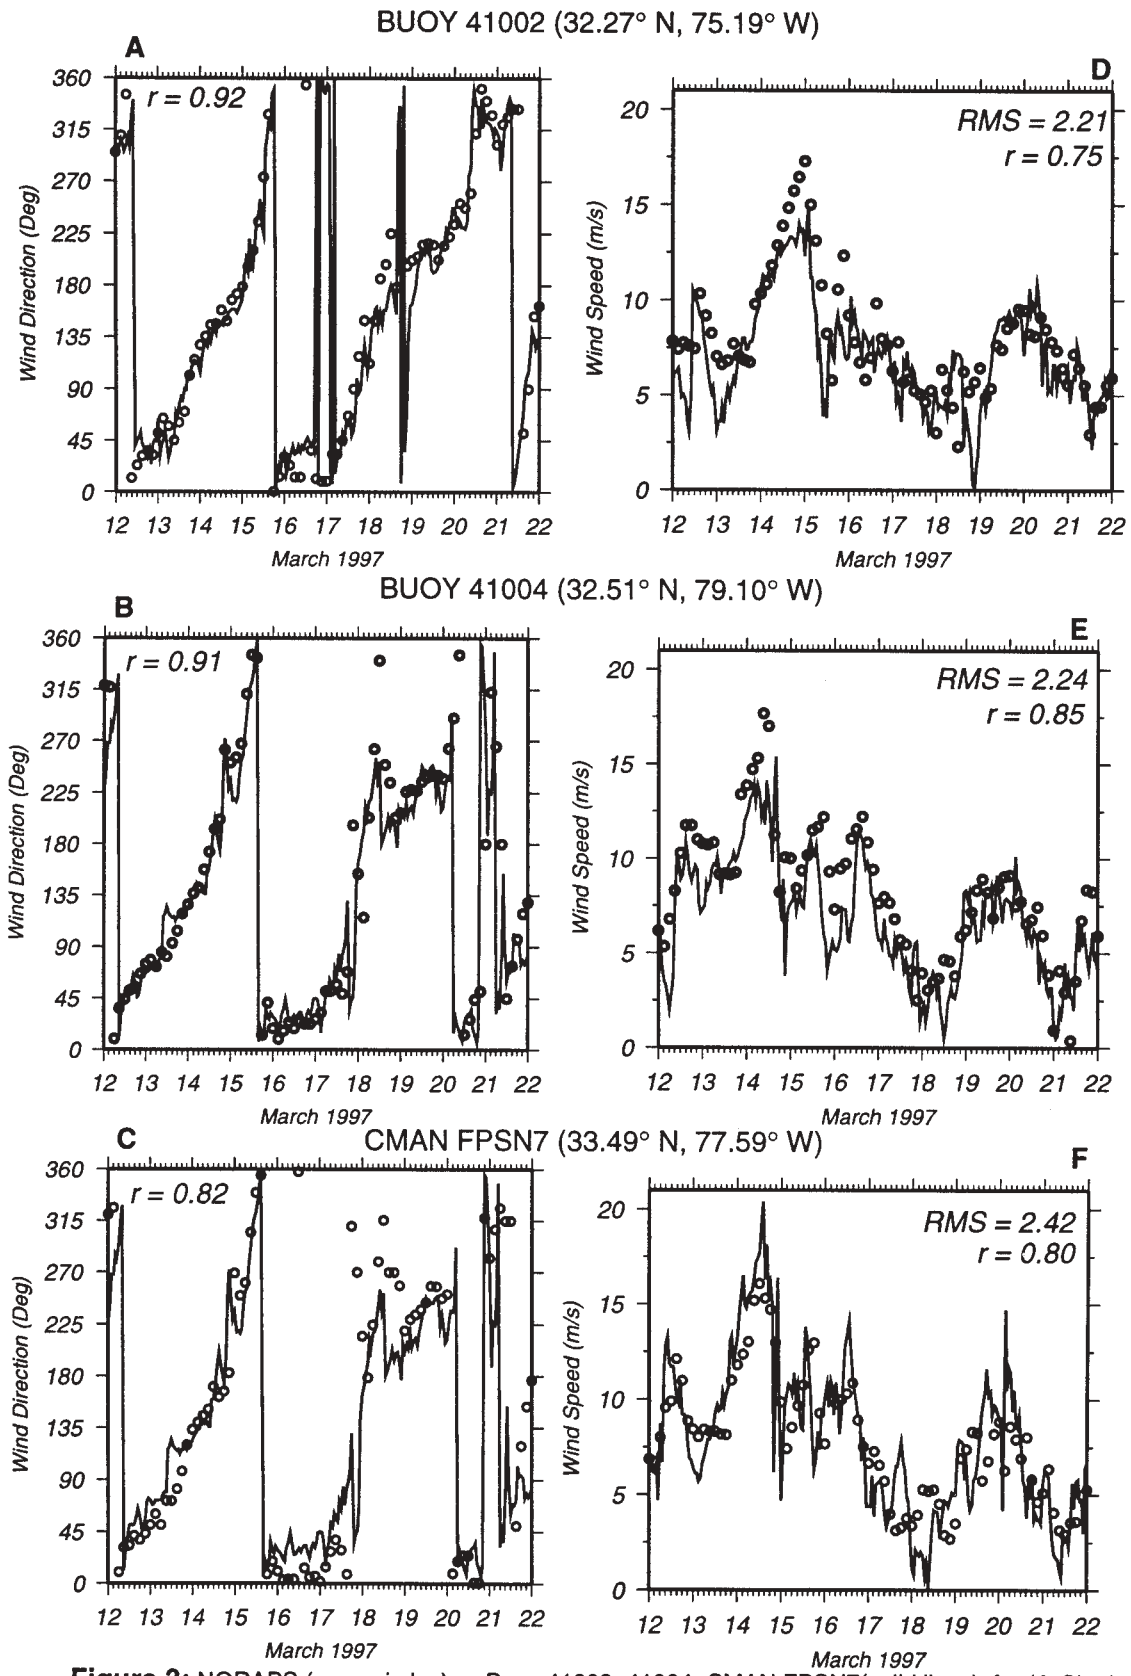 BUOY 41002 (32.27° N, 75.19° W)
A
360
315
270
225
180
135
90
45
0
Wind Direction (Deg)
r = 0.92
12 13 14 15 16 17 18 19 20 21 22
March 1997
D
20
15
10
5
0
Wind Speed (m/s)
RMS = 2.21
r = 0.75
12 13 14 15 16 17 18 19 20 21 22
March 1997
BUOY 41004 (32.51° N, 79.10° W)
B
360
315
270
225
180
135
90
45
0
Wind Direction (Deg)
r = 0.91
12 13 14 15 16 17 18 19 20 21 22
March 1997
E
20
15
10
5
0
Wind Speed (m/s)
RMS = 2.24
r = 0.85
12 13 14 15 16 17 18 19 20 21 22
March 1997
CMAN FPSN7 (33.49° N, 77.59° W)
C
360
315
270
225
180
135
90
45
0
Wind Direction (Deg)
r = 0.82
12 13 14 15 16 17 18 19 20 21 22
March 1997
F
20
15
10
5
0
Wind Speed (m/s)
RMS = 2.42
r = 0.80
12 13 14 15 16 17 18 19 20 21 22
March 1997